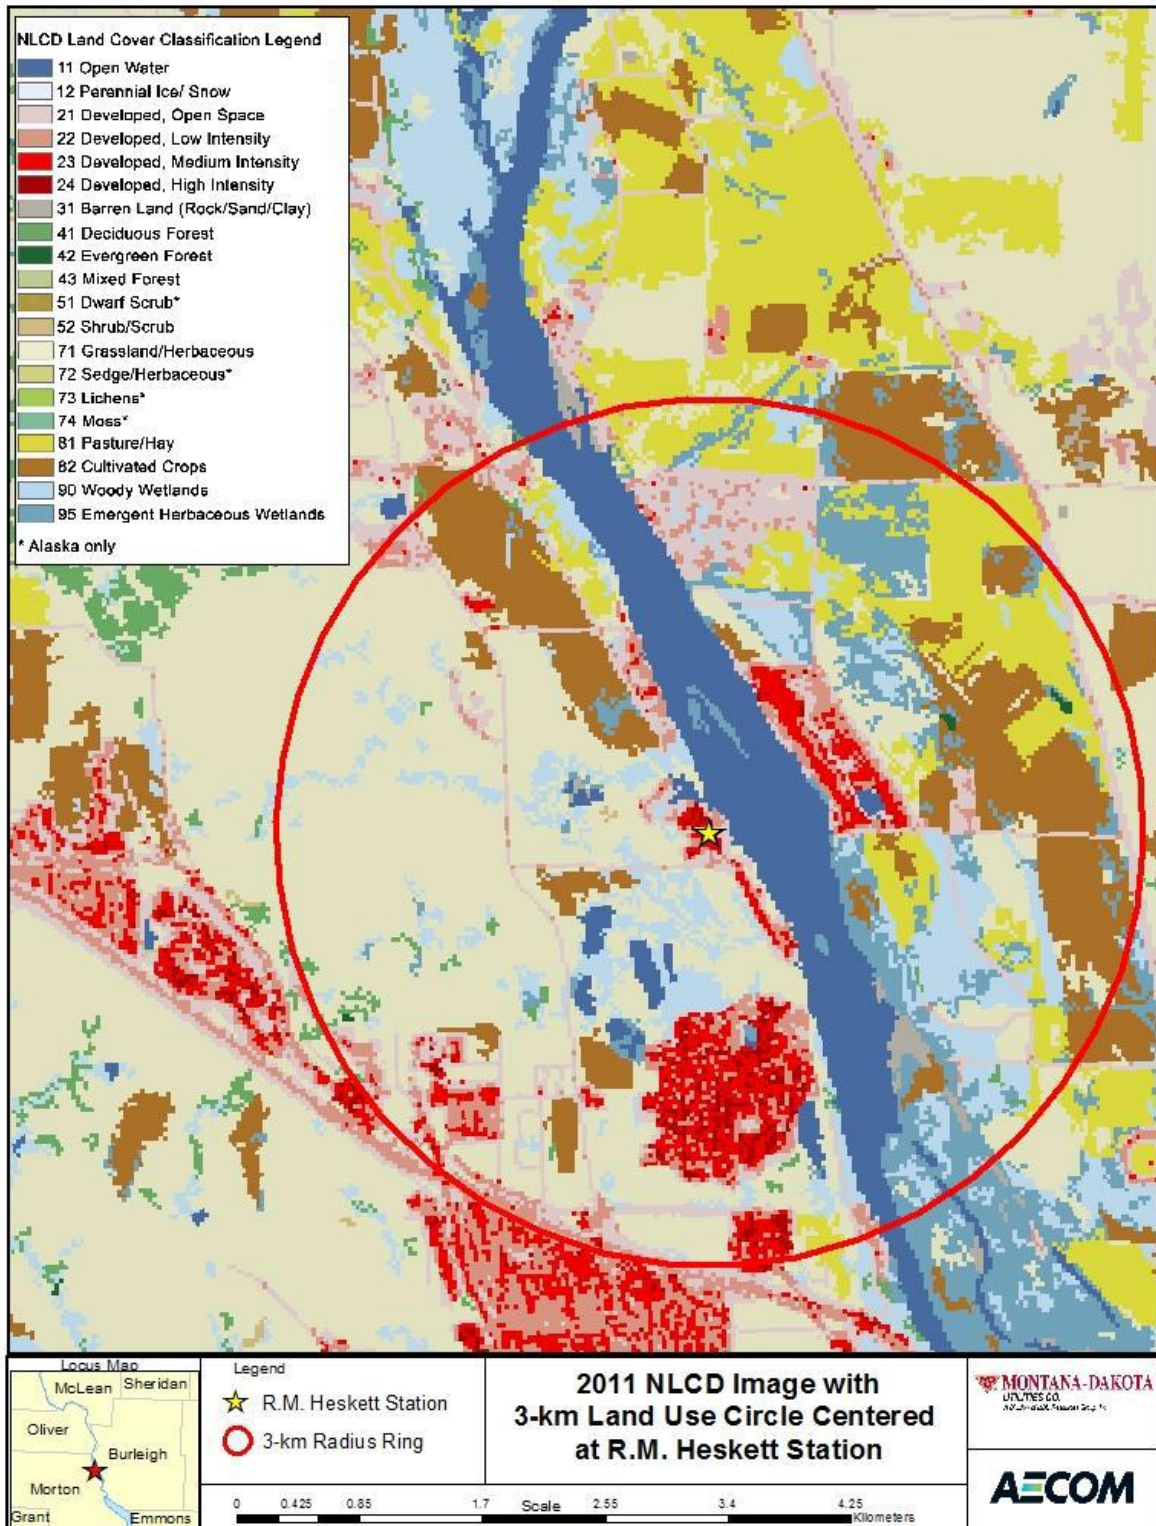 NLCD Land Cover Classification Legend
11 Open Water
12 Perennial Ice/ Snow
21 Developed, Open Space
22 Developed, Low Intensity
23 Developed, Medium Intensity
24 Developed, High Intensity
31 Barren Land (Rock/Sand/Clay)
41 Deciduous Forest
42 Evergreen Forest
43 Mixed Forest
51 Dwarf Scrub*
52 Shrub/Scrub
71 Grassland/Herbaceous
72 Sedge/Herbaceous*
73 Lichens*
74 Moss*
81 Pasture/Hay
82 Cultivated Crops
90 Woody Wetlands
95 Emergent Herbaceous Wetlands
* Alaska only
Locus Map
McLean Sheridan
Oliver
Burleigh
Morton
Grant Emmons
Legend
R.M. Heskett Station
3-km Radius Ring
2011 NLCD Image with
3-km Land Use Circle Centered
at R.M. Heskett Station
0 0.425 0.85 1.7 Scale 2.55 3.4 4.25
Kilometers
MONTANA-DAKOTA
UTILITIES CO.
AECOM